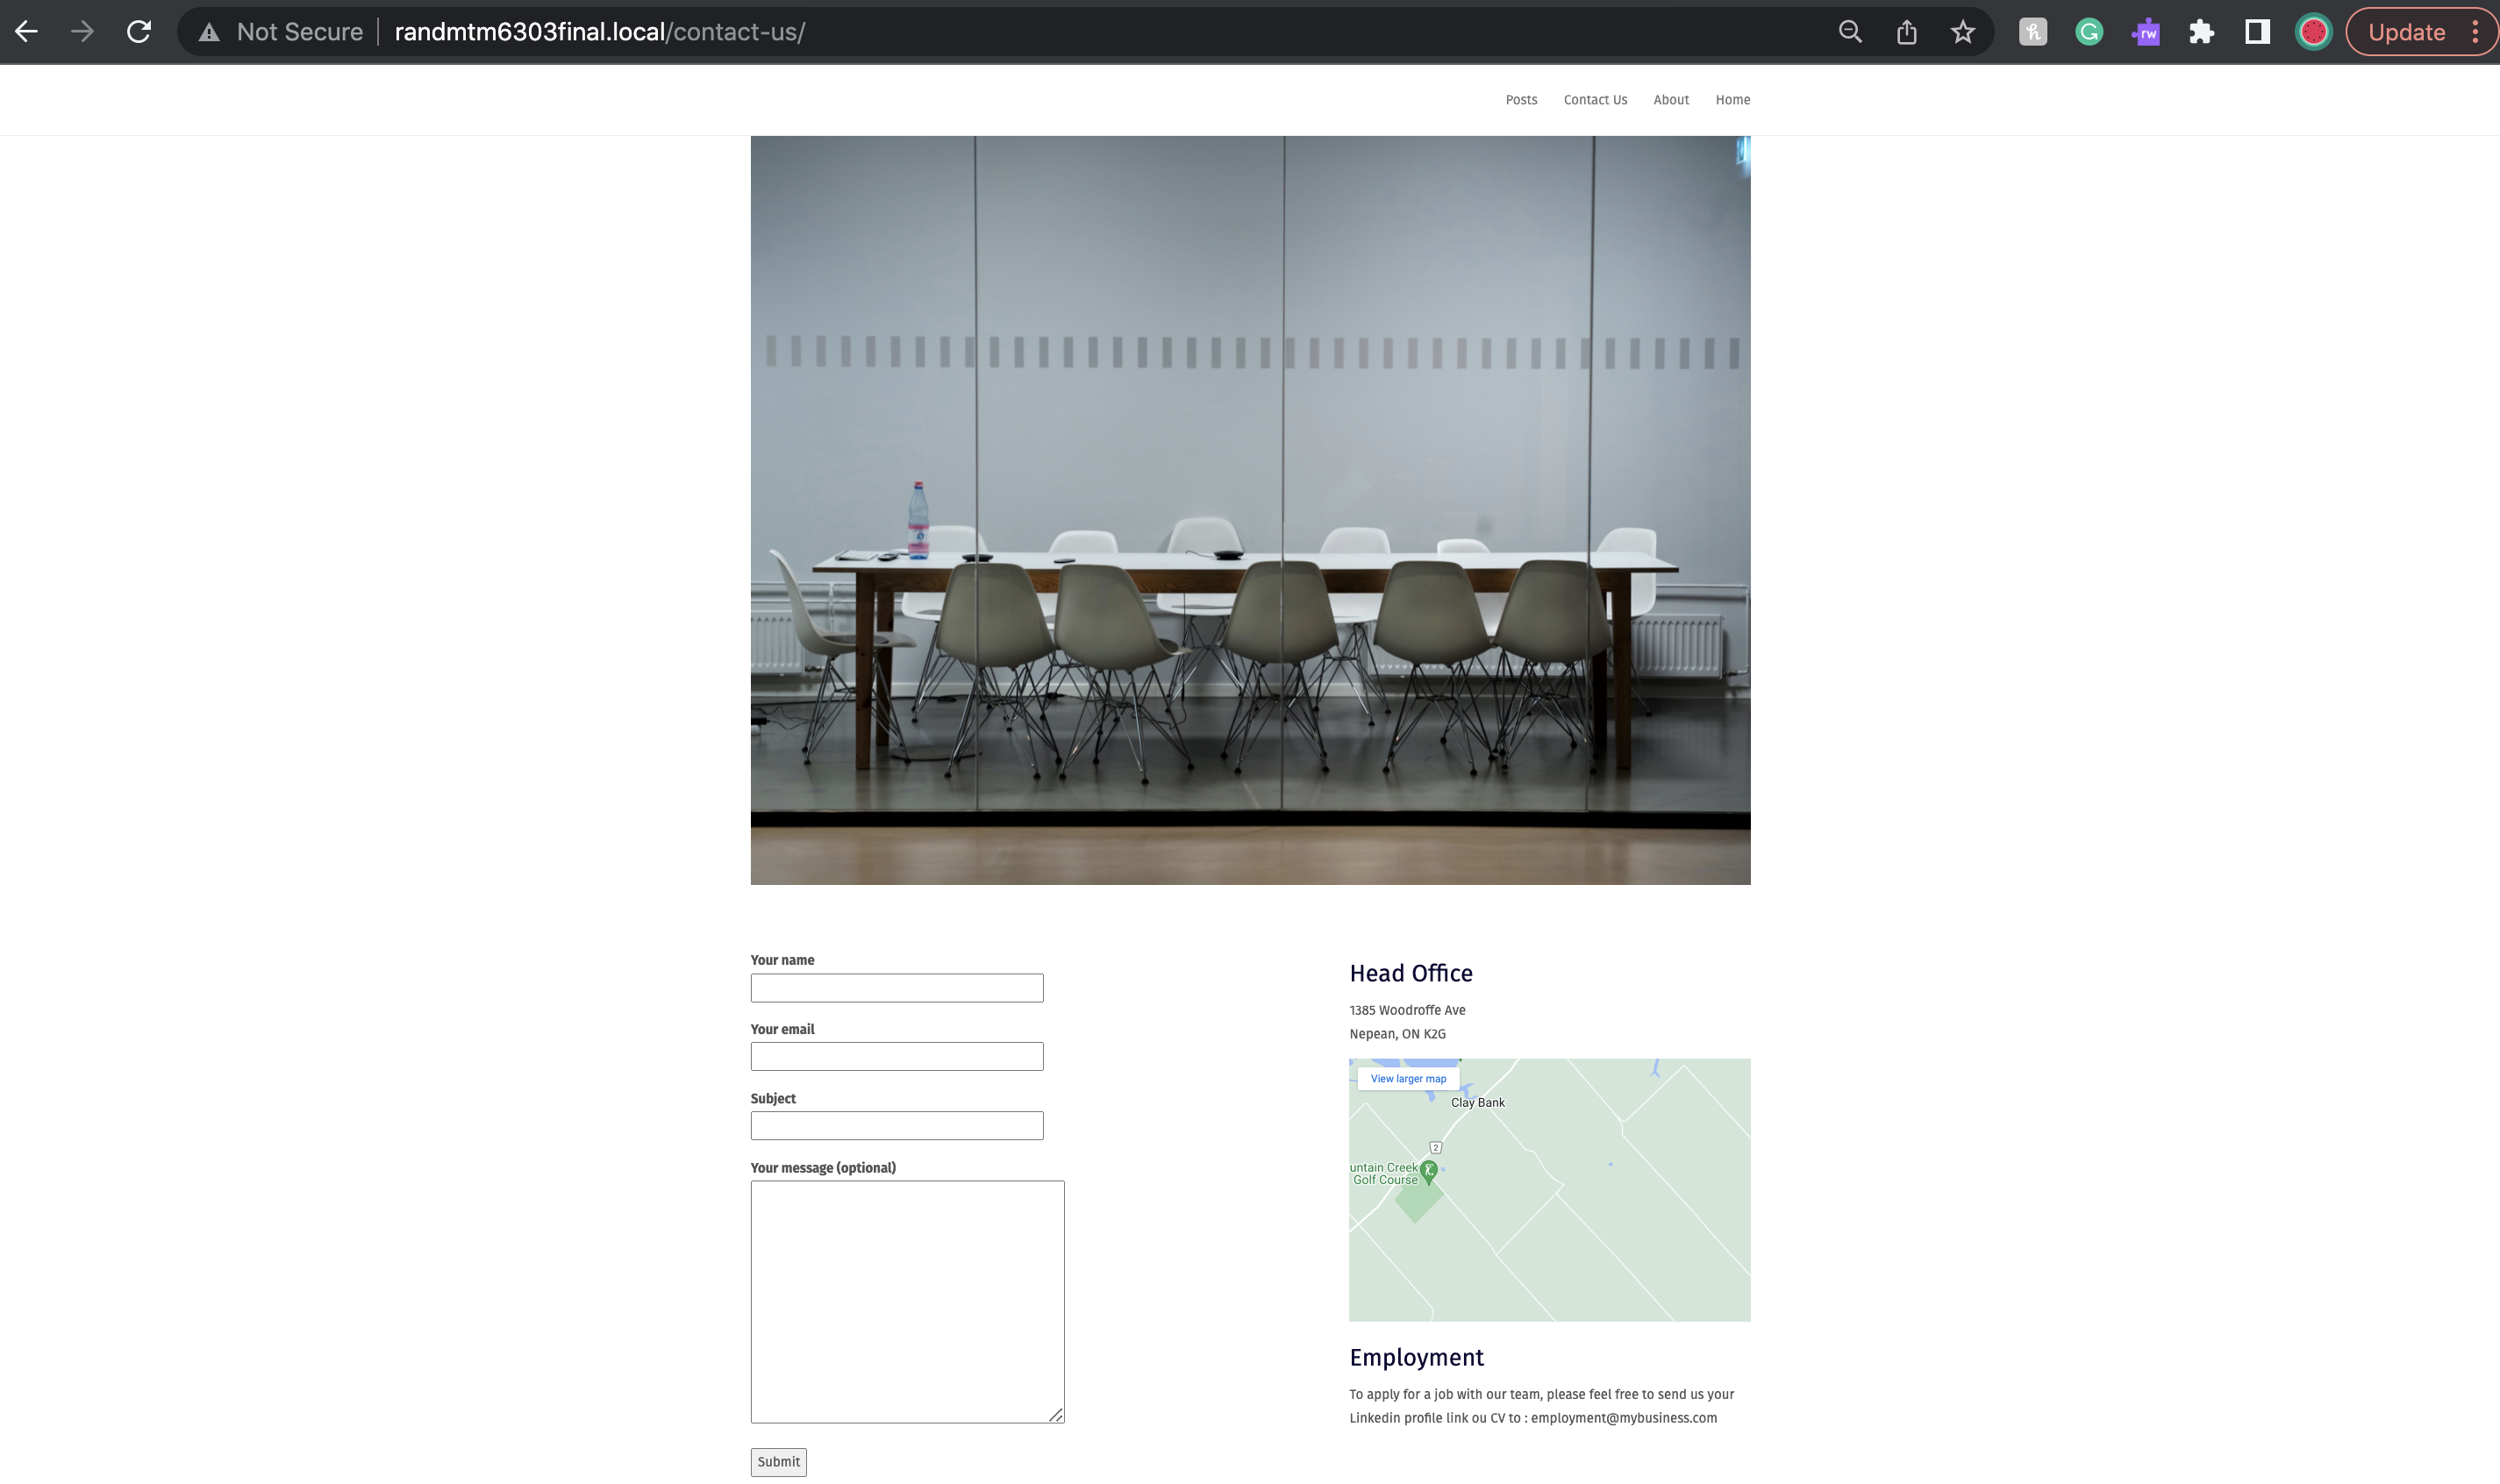 Not Secure randmtm6303final.local/contact-us/
rw
Update
Posts Contact Us About Home
Your name
Your email
Subject
Your message (optional)
Submit
Head Office
1385 Woodroffe Ave
Nepean, ON K2G
View larger map
Clay Bank
2
untain Creek
Golf Course
Employment
To apply for a job with our team, please feel free to send us your
Linkedin profile link ou CV to : employment@mybusiness.com